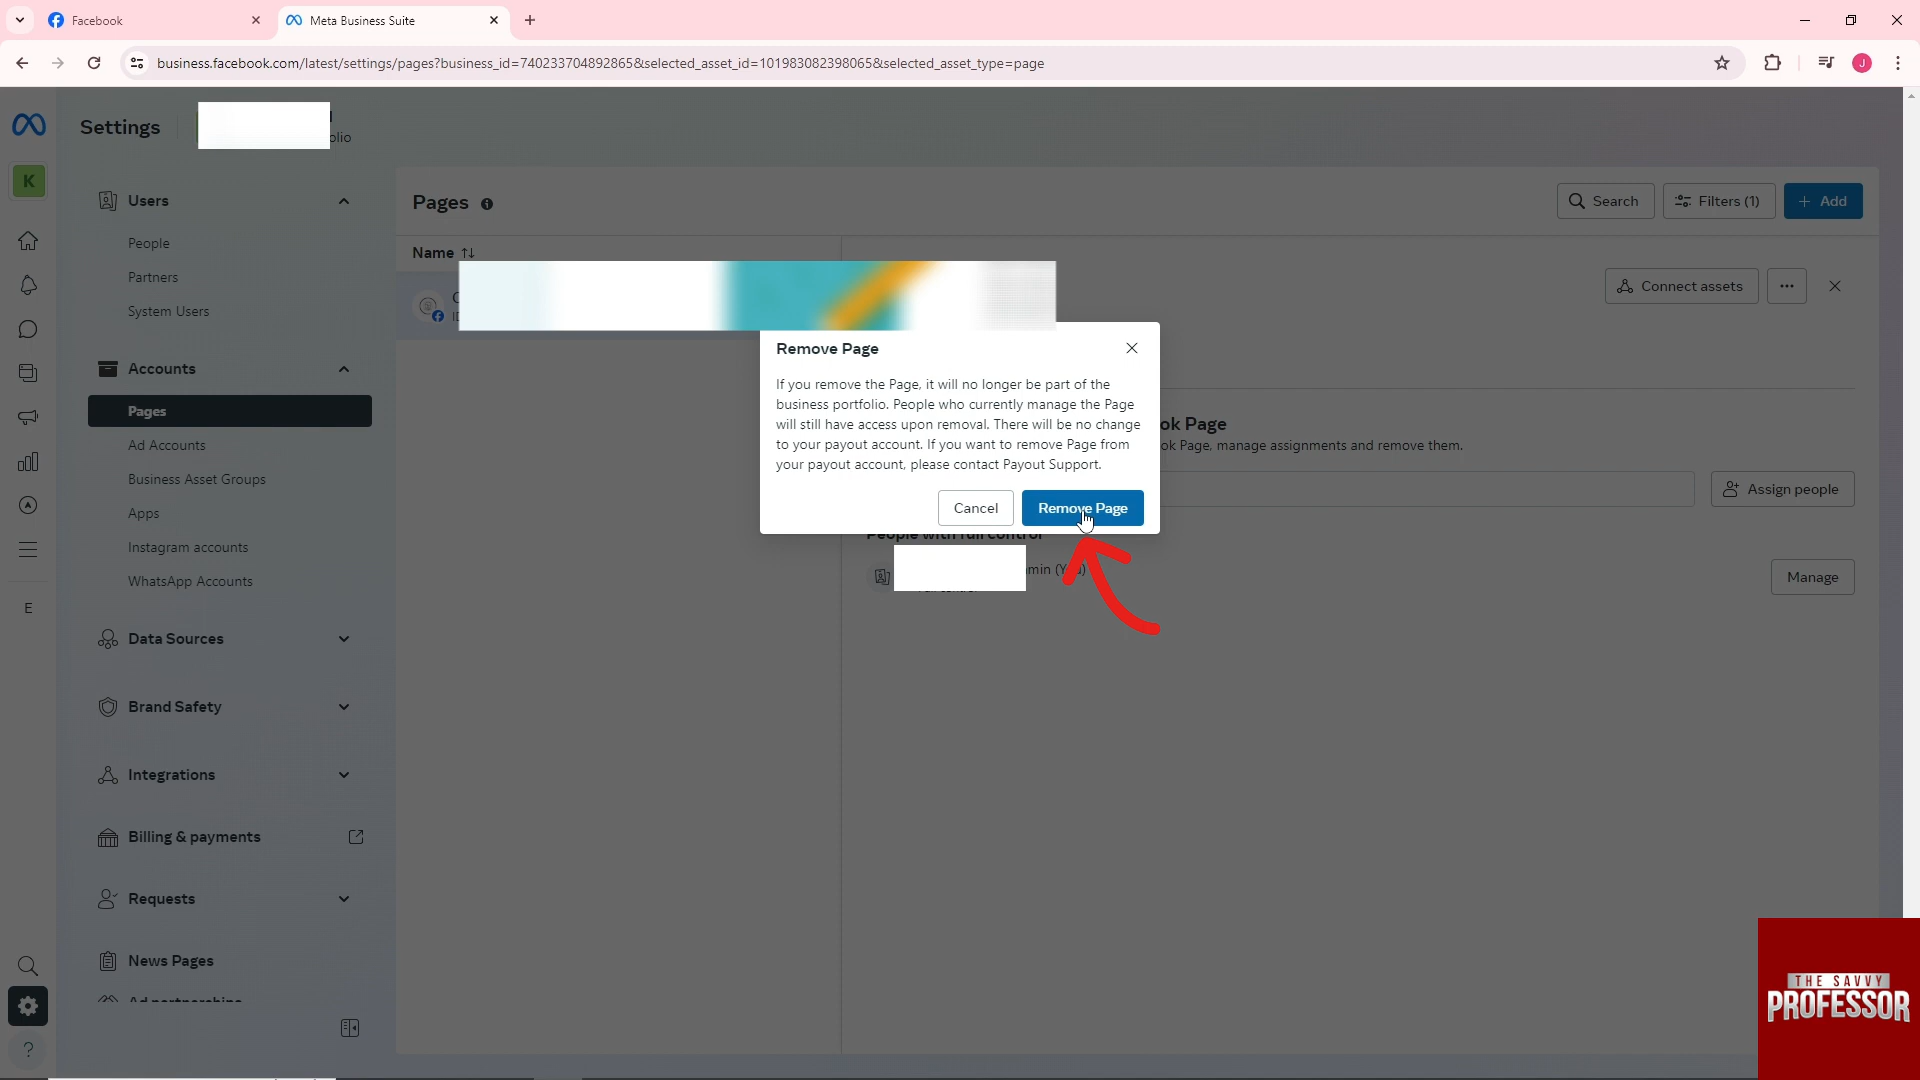 Facebook
Meta Business Suite
business.facebook.com/latest/settings/pages?business_id=740233704892865&selected_asset_id=101983082398065&selected_asset_type=page
J
Settings
olio
K
Users
People
Partners
System Users
Accounts
Pages
Ad Accounts
Business Asset Groups
Apps
Instagram accounts
WhatsApp Accounts
E
Data Sources
Brand Safety
Integrations
Billing & payments
Requests
News Pages
Ad partnerships
?
Pages
Search
Filters (1)
+ Add
Name
Connect assets
Remove Page
If you remove the Page, it will no longer be part of the
business portfolio. People who currently manage the Page
will still have access upon removal. There will be no change
to your payout account. If you want to remove Page from
your payout account, please contact Payout Support.
Cancel
Remove Page
ok Page
ok Page, manage assignments and remove them.
Assign people
People with full control
min (You)
Manage
THE SAVVY
PROFESSOR